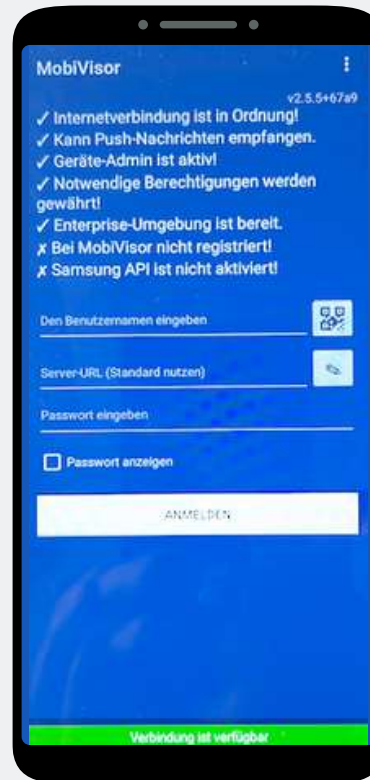 MobiVisor
v2.5.5+67a9
✓ Internetverbindung ist in Ordnung!
✓ Kann Push-Nachrichten empfangen.
✓ Geräte-Admin ist aktiv!
✓ Notwendige Berechtigungen werden
gewährt!
✓ Enterprise-Umgebung ist bereit.
✗ Bei MobiVisor nicht registriert!
✗ Samsung API ist nicht aktiviert!
Den Benutzernamen eingeben
Server-URL (Standard nutzen)
Passwort eingeben
Passwort anzeigen
ANMELDEN
Verbindung ist verfügbar